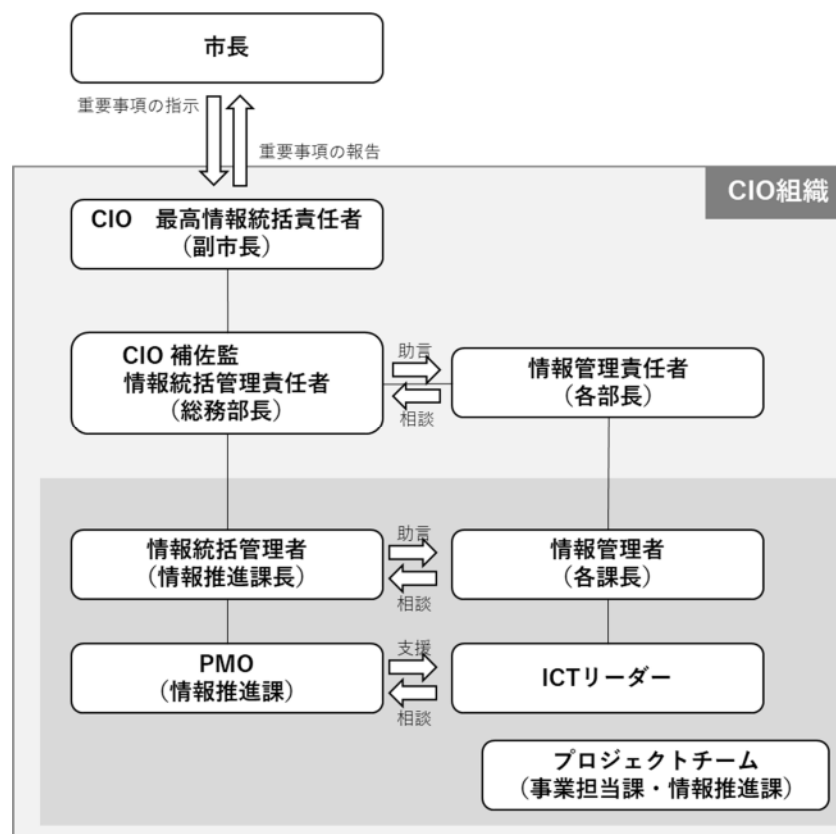 市長
重要事項の指示
重要事項の報告
CIO組織
CIO 最高情報統括責任者
（副市長）
CIO 補佐監
情報統括管理責任者
（総務部長）
助言
相談
情報管理責任者
（各部長）
情報統括管理者
（情報推進課長）
助言
相談
情報管理者
（各課長）
PMO
（情報推進課）
支援
相談
ICTリーダー
プロジェクトチーム
（事業担当課・情報推進課）